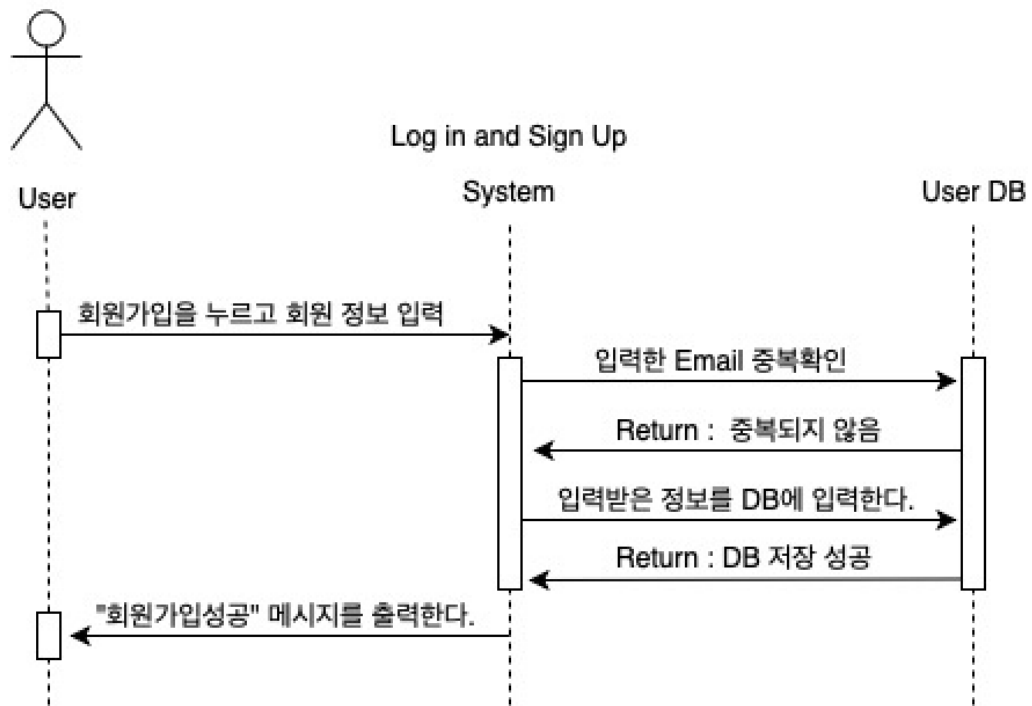 Log in and Sign Up
User
System
User DB
회원가입을 누르고 회원 정보 입력
입력한 Email 중복확인
Return : 중복되지 않음
입력받은 정보를 DB에 입력한다.
Return : DB 저장 성공
"회원가입성공" 메시지를 출력한다.